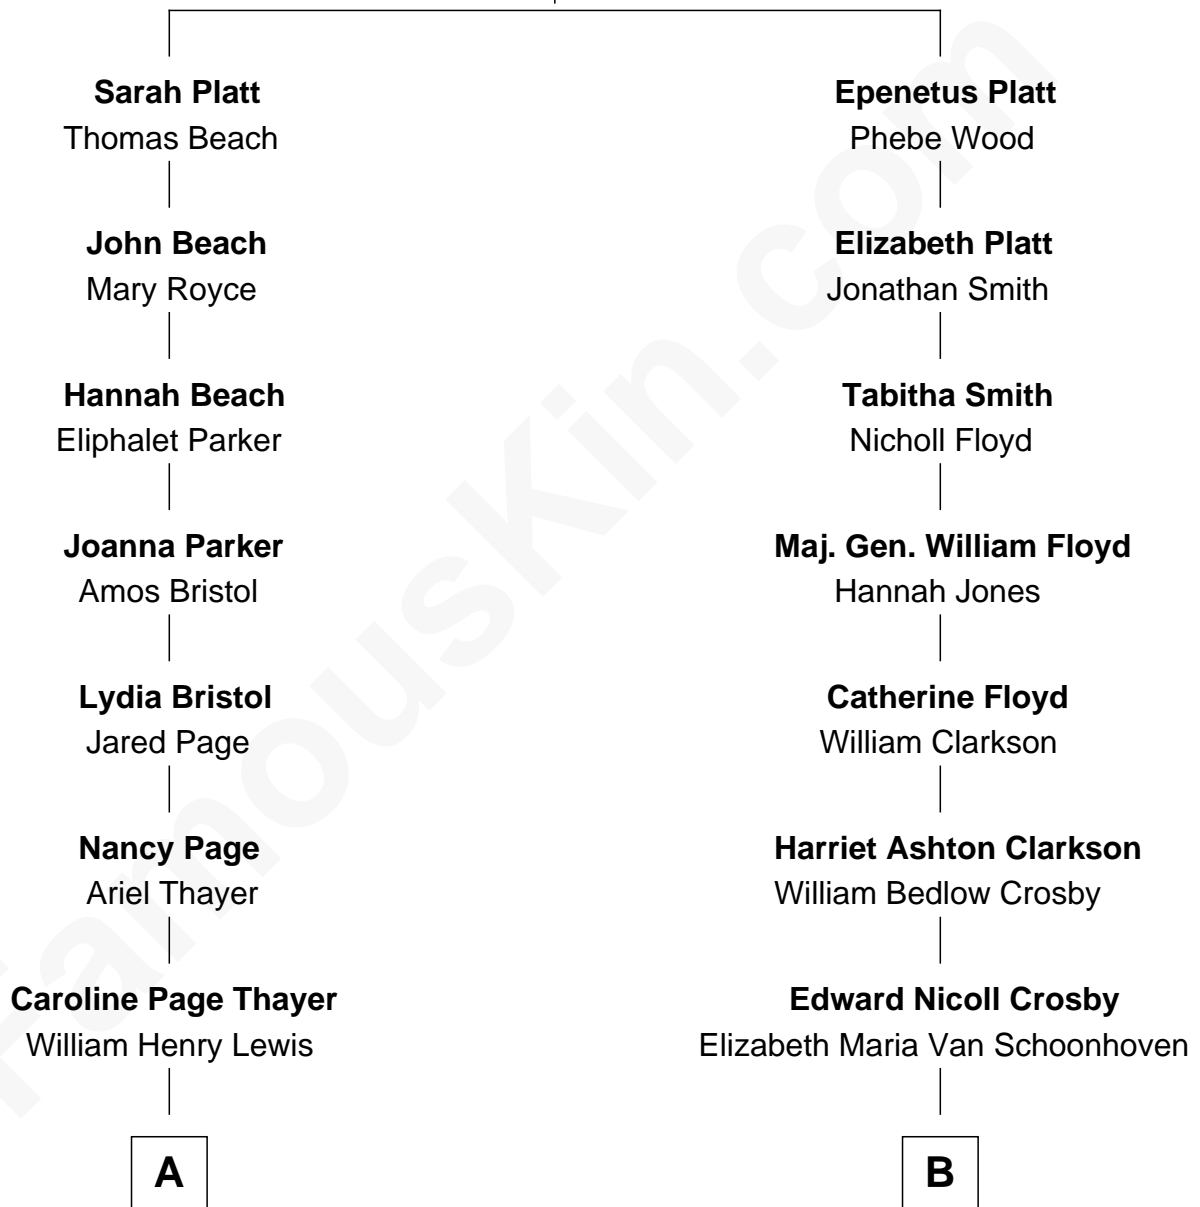 Sarah Platt
Thomas Beach
John Beach
Mary Royce
Hannah Beach
Eliphalet Parker
Joanna Parker
Amos Bristol
Lydia Bristol
Jared Page
Nancy Page
Ariel Thayer
Caroline Page Thayer
William Henry Lewis
A
Epenetus Platt
Phebe Wood
Elizabeth Platt
Jonathan Smith
Tabitha Smith
Nicholl Floyd
Maj. Gen. William Floyd
Hannah Jones
Catherine Floyd
William Clarkson
Harriet Ashton Clarkson
William Bedlow Crosby
Edward Nicoll Crosby
Elizabeth Maria Van Schoonhoven
B
FamousKin.com